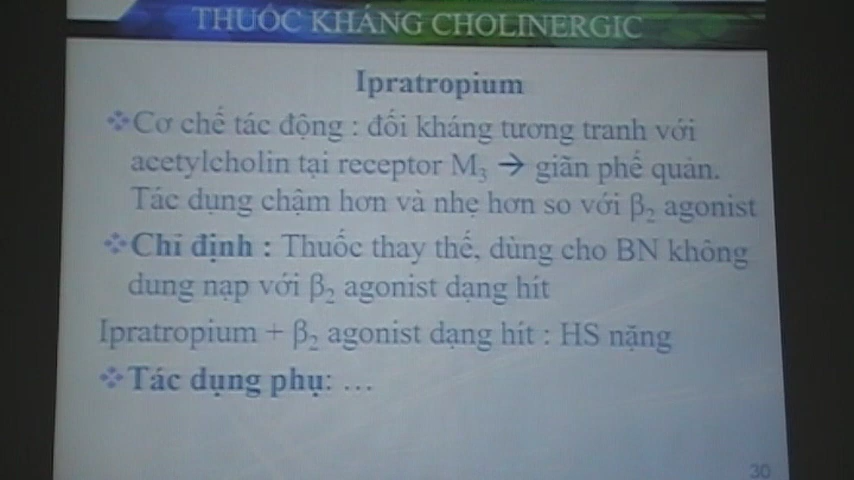 THUỐC KHÁNG CHOLINERGIC
Ipratropium
❖Cơ chế tác động : đối kháng tương tranh với
acetylcholin tại receptor M₃ → giãn phế quản.
Tác dụng chậm hơn và nhẹ hơn so với β₂ agonist
❖Chỉ định : Thuốc thay thế, dùng cho BN không
dung nạp với β₂ agonist dạng hít
Ipratropium + β₂ agonist dạng hít : HS nặng
❖Tác dụng phụ: …
30